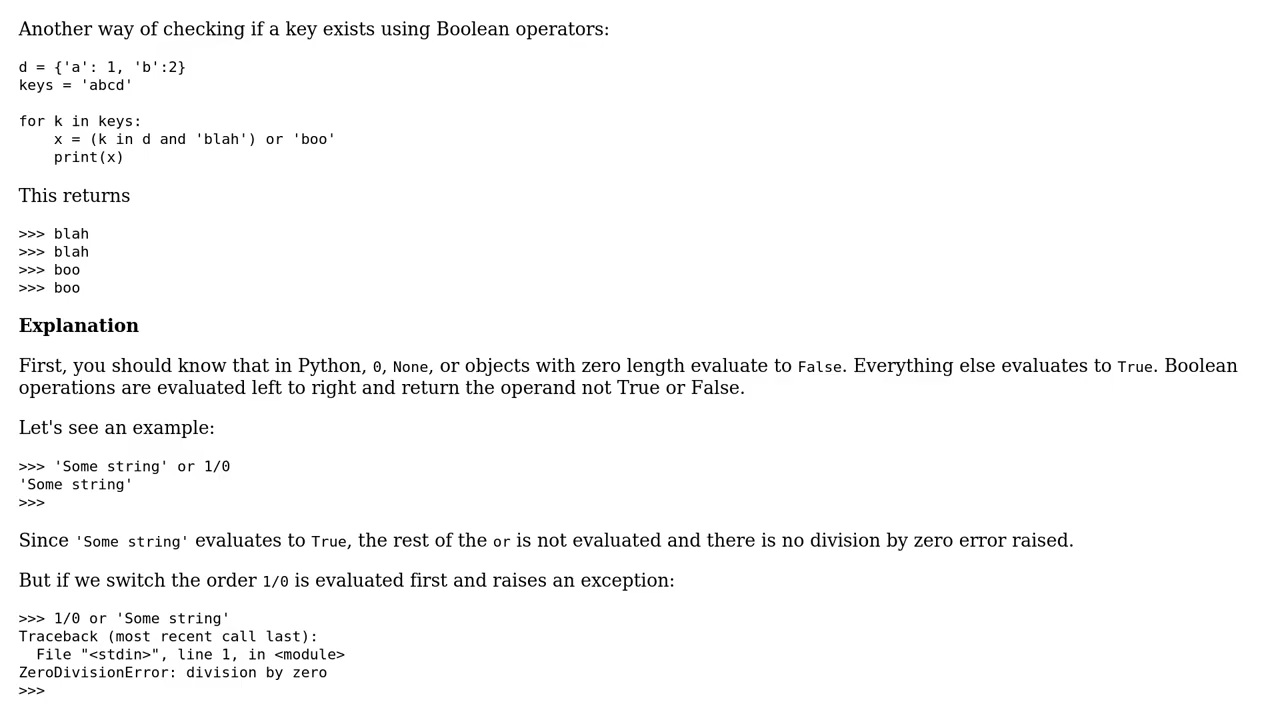 Another way of checking if a key exists using Boolean operators:
d = {'a': 1, 'b':2}
keys = 'abcd'
for k in keys:
    x = (k in d and 'blah') or 'boo'
    print(x)
This returns
>>> blah
>>> blah
>>> boo
>>> boo
Explanation
First, you should know that in Python, 0, None, or objects with zero length evaluate to False. Everything else evaluates to True. Boolean
operations are evaluated left to right and return the operand not True or False.
Let's see an example:
>>> 'Some string' or 1/0
'Some string'
>>>
Since 'Some string' evaluates to True, the rest of the or is not evaluated and there is no division by zero error raised.
But if we switch the order 1/0 is evaluated first and raises an exception:
>>> 1/0 or 'Some string'
Traceback (most recent call last):
  File "<stdin>", line 1, in <module>
ZeroDivisionError: division by zero
>>>